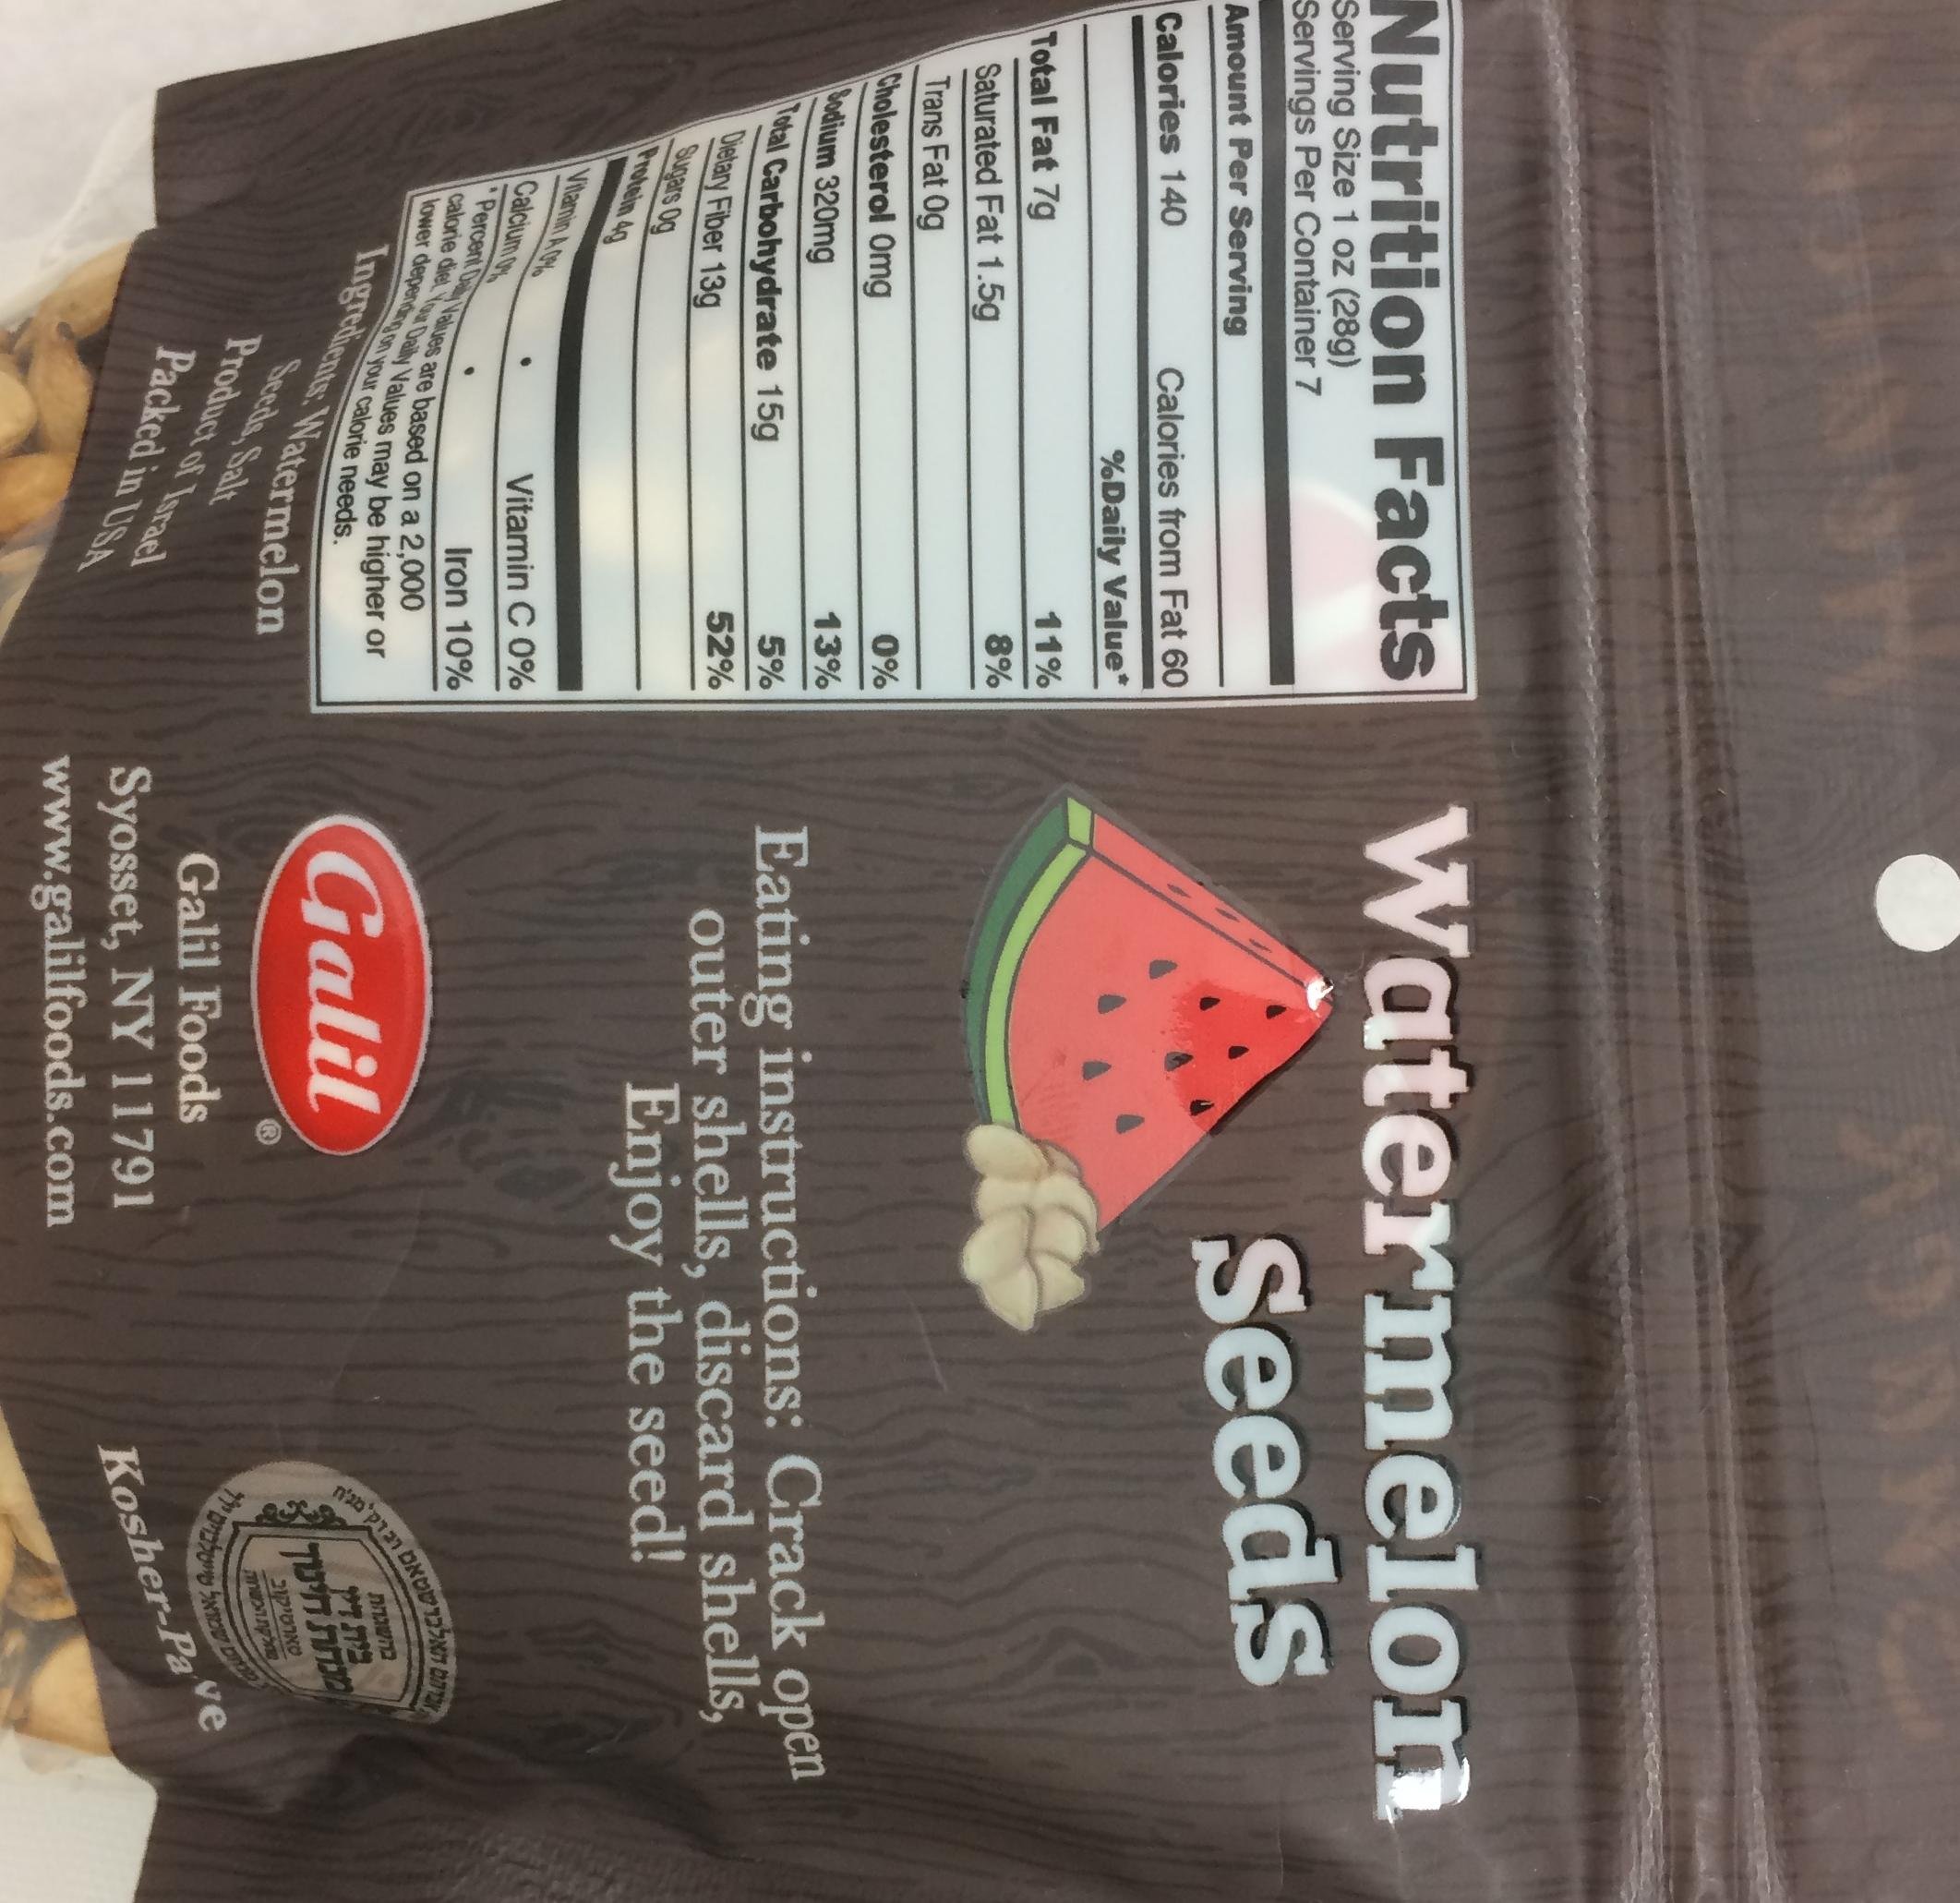 Nutrition Facts
Serving Size 1 oz (28g)
Servings Per Container 7
Amount Per Serving
Calories 140 Calories from Fat 60
%Daily Value*
Total Fat 7g 11%
Saturated Fat 1.5g 8%
Trans Fat 0g
Cholesterol 0mg 0%
Sodium 320mg 13%
Total Carbohydrate 15g 5%
Dietary Fiber 13g 52%
Sugars 0g
Protein 4g
Vitamin A 0% • Vitamin C 0%
Calcium 0% • Iron 10%
* Percent Daily Values are based on a 2,000
calorie diet. Your Daily Values may be higher or
lower depending on your calorie needs.
Ingredients: Watermelon
Seeds, Salt
Product of Israel
Packed in USA
Watermelon
Seeds
Eating instructions: Crack open
outer shells, discard shells,
Enjoy the seed!
Galil
®
Galil Foods
Syosset, NY 11791
www.galilfoods.com
בית דין
Kosher-Pa've